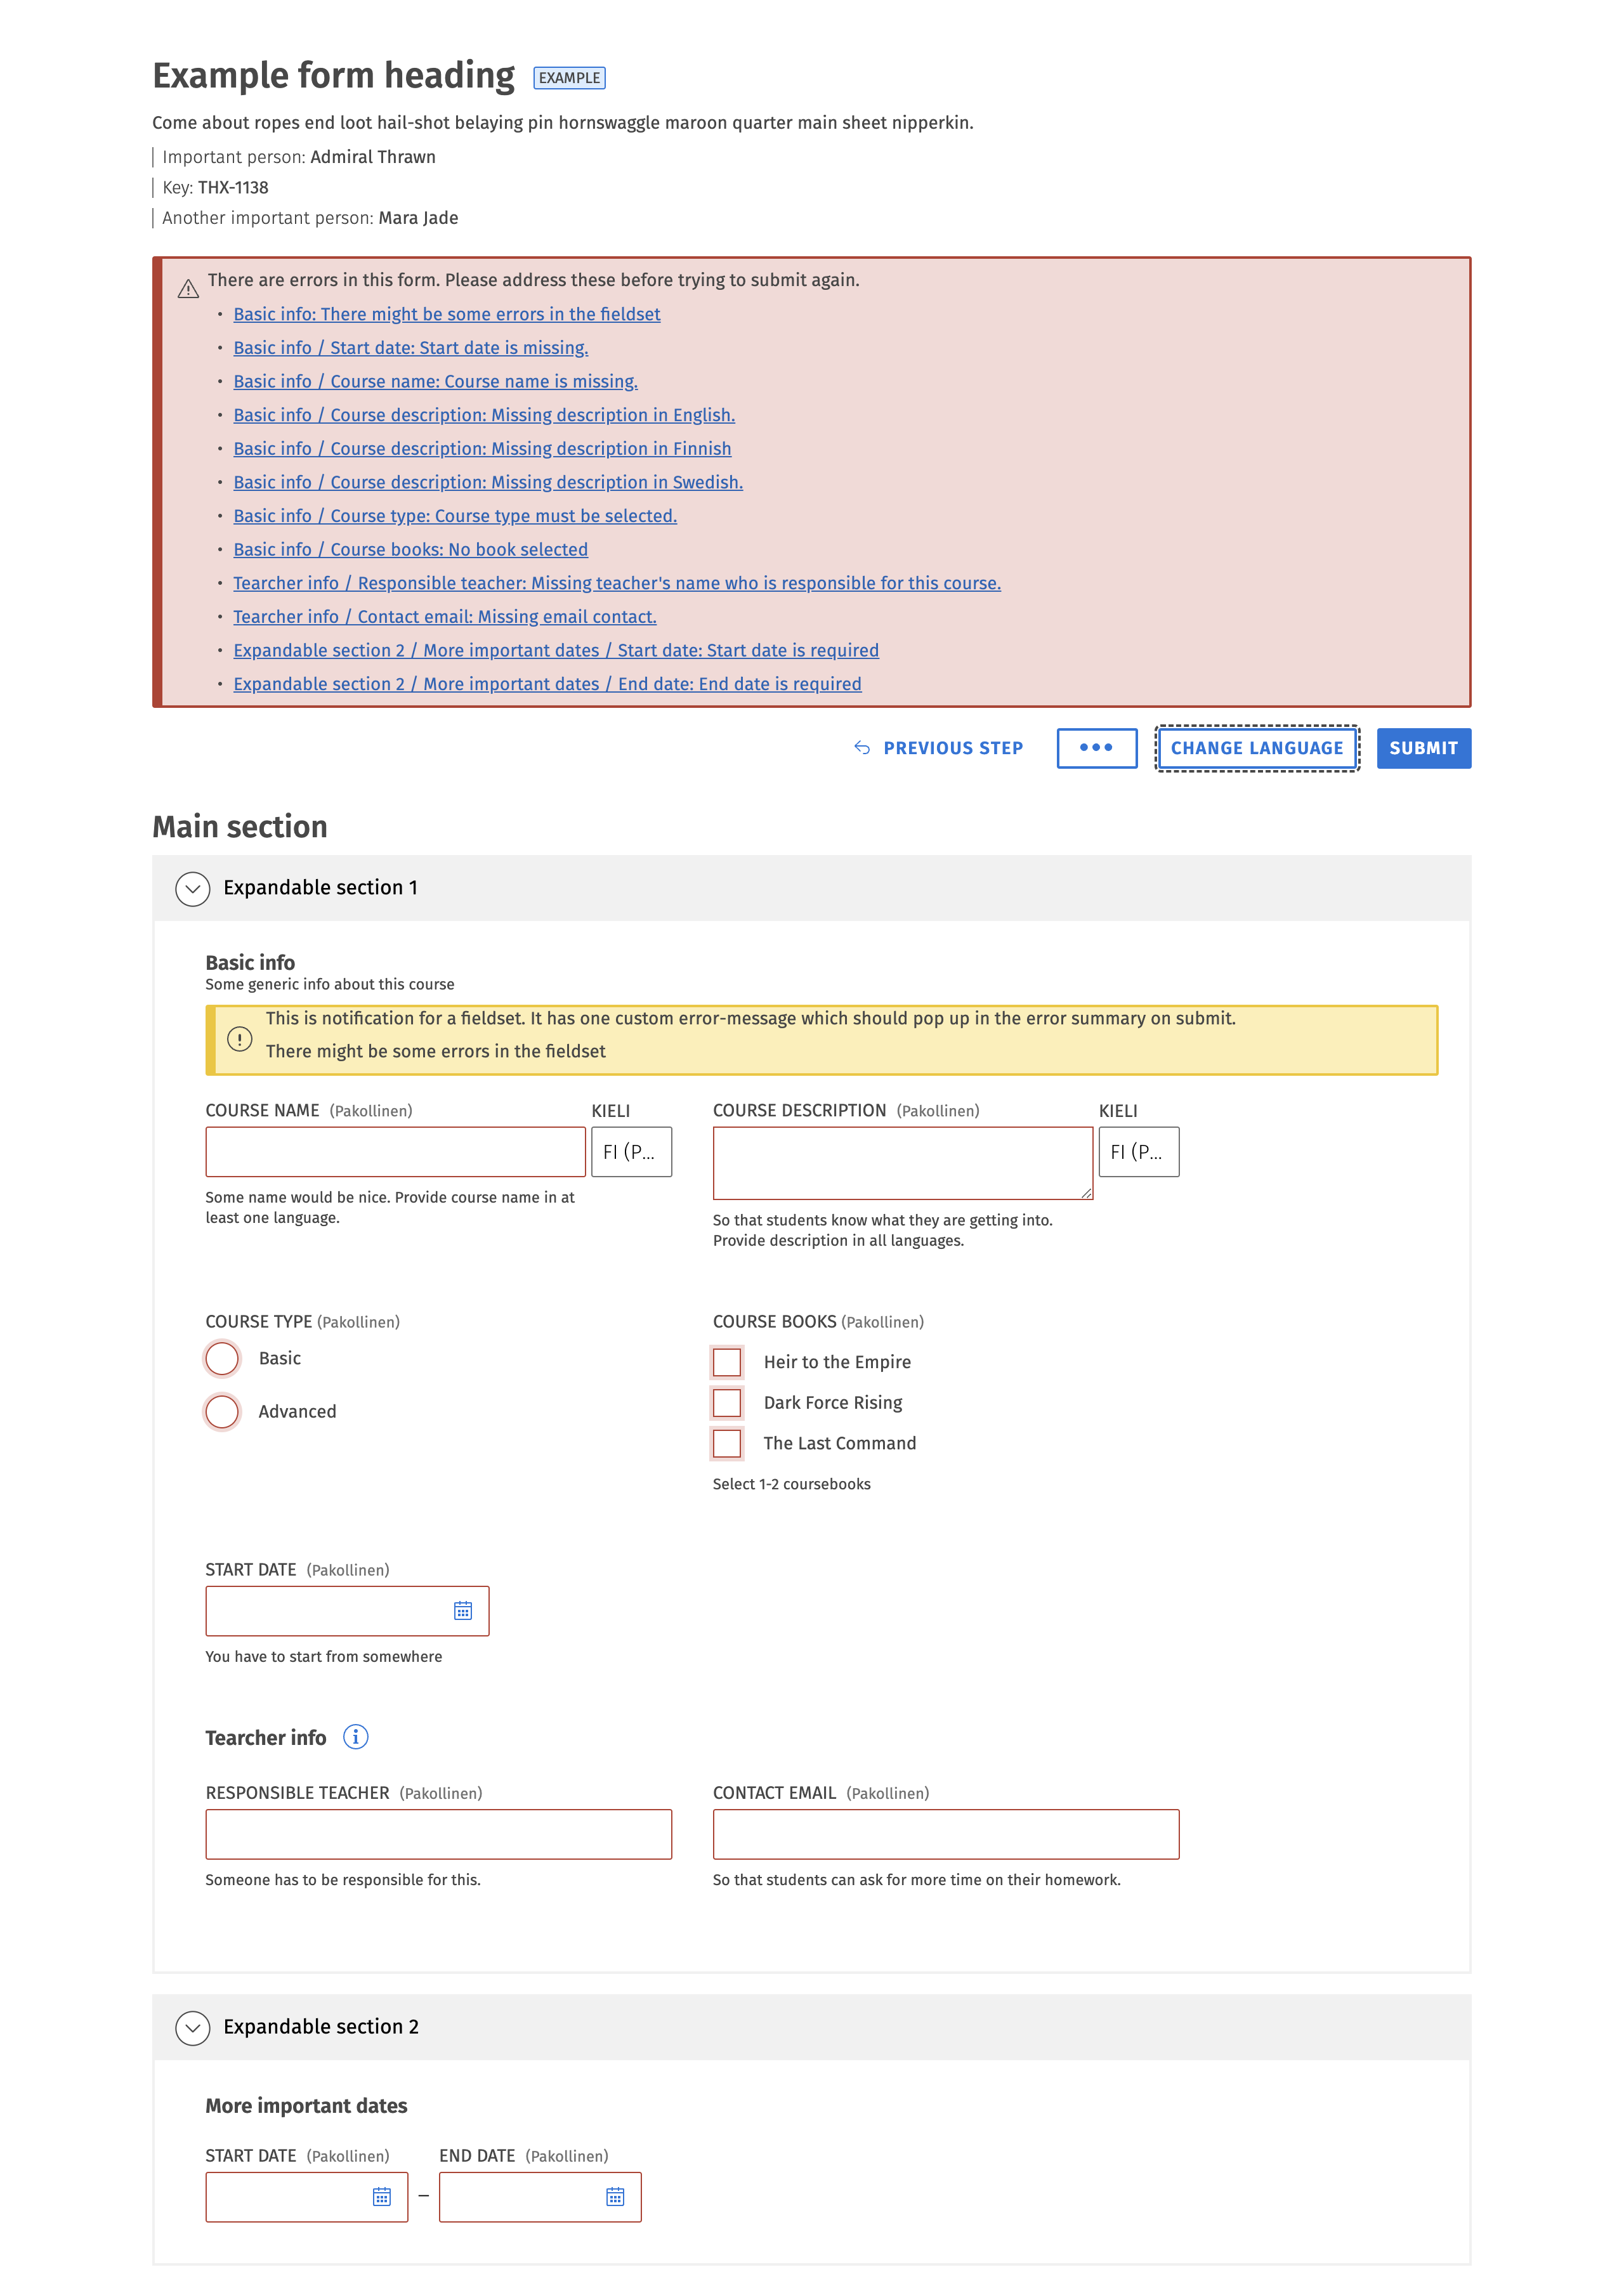 Example form heading EXAMPLE
Come about ropes end loot hail-shot belaying pin hornswaggle maroon quarter main sheet nipperkin.
Important person: Admiral Thrawn
Key: THX-1138
Another important person: Mara Jade
There are errors in this form. Please address these before trying to submit again.
• Basic info: There might be some errors in the fieldset
• Basic info / Start date: Start date is missing.
• Basic info / Course name: Course name is missing.
• Basic info / Course description: Missing description in English.
• Basic info / Course description: Missing description in Finnish
• Basic info / Course description: Missing description in Swedish.
• Basic info / Course type: Course type must be selected.
• Basic info / Course books: No book selected
• Tearcher info / Responsible teacher: Missing teacher's name who is responsible for this course.
• Tearcher info / Contact email: Missing email contact.
• Expandable section 2 / More important dates / Start date: Start date is required
• Expandable section 2 / More important dates / End date: End date is required
PREVIOUS STEP ••• CHANGE LANGUAGE SUBMIT
Main section
Expandable section 1
Basic info
Some generic info about this course
This is notification for a fieldset. It has one custom error-message which should pop up in the error summary on submit.
There might be some errors in the fieldset
COURSE NAME (Pakollinen) KIELI
FI (P...
Some name would be nice. Provide course name in at
least one language.
COURSE DESCRIPTION (Pakollinen) KIELI
FI (P...
So that students know what they are getting into.
Provide description in all languages.
COURSE TYPE (Pakollinen)
Basic
Advanced
COURSE BOOKS (Pakollinen)
Heir to the Empire
Dark Force Rising
The Last Command
Select 1-2 coursebooks
START DATE (Pakollinen)
You have to start from somewhere
Tearcher info
RESPONSIBLE TEACHER (Pakollinen)
Someone has to be responsible for this.
CONTACT EMAIL (Pakollinen)
So that students can ask for more time on their homework.
Expandable section 2
More important dates
START DATE (Pakollinen) END DATE (Pakollinen)
–